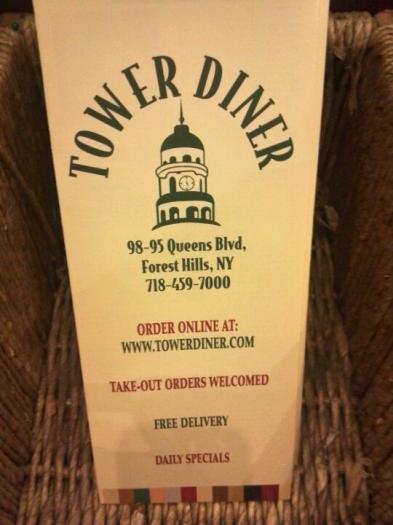 TOWER DINER
98-95 Queens Blvd,
Forest Hills, NY
718-459-7000
ORDER ONLINE AT:
WWW.TOWERDINER.COM
TAKE-OUT ORDERS WELCOMED
FREE DELIVERY
DAILY SPECIALS